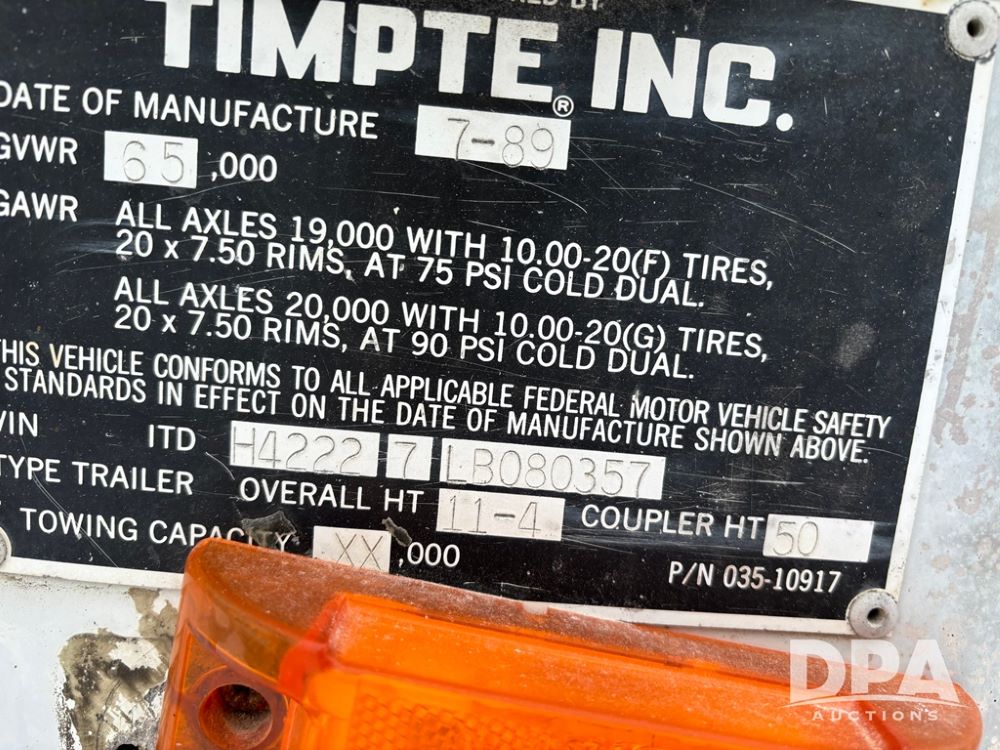 BY
TIMPTE INC.®
DATE OF MANUFACTURE 7-89
GVWR 65,000
GAWR ALL AXLES 19,000 WITH 10.00-20(F) TIRES,
20 x 7.50 RIMS, AT 75 PSI COLD DUAL.
ALL AXLES 20,000 WITH 10.00-20(G) TIRES,
20 x 7.50 RIMS, AT 90 PSI COLD DUAL.
THIS VEHICLE CONFORMS TO ALL APPLICABLE FEDERAL MOTOR VEHICLE SAFETY
STANDARDS IN EFFECT ON THE DATE OF MANUFACTURE SHOWN ABOVE.
VIN 1TD H4222 7 LB080357
TYPE TRAILER OVERALL HT 11-4 COUPLER HT 50
TOWING CAPACITY XX,000
P/N 035-10917
DPA
AUCTIONS